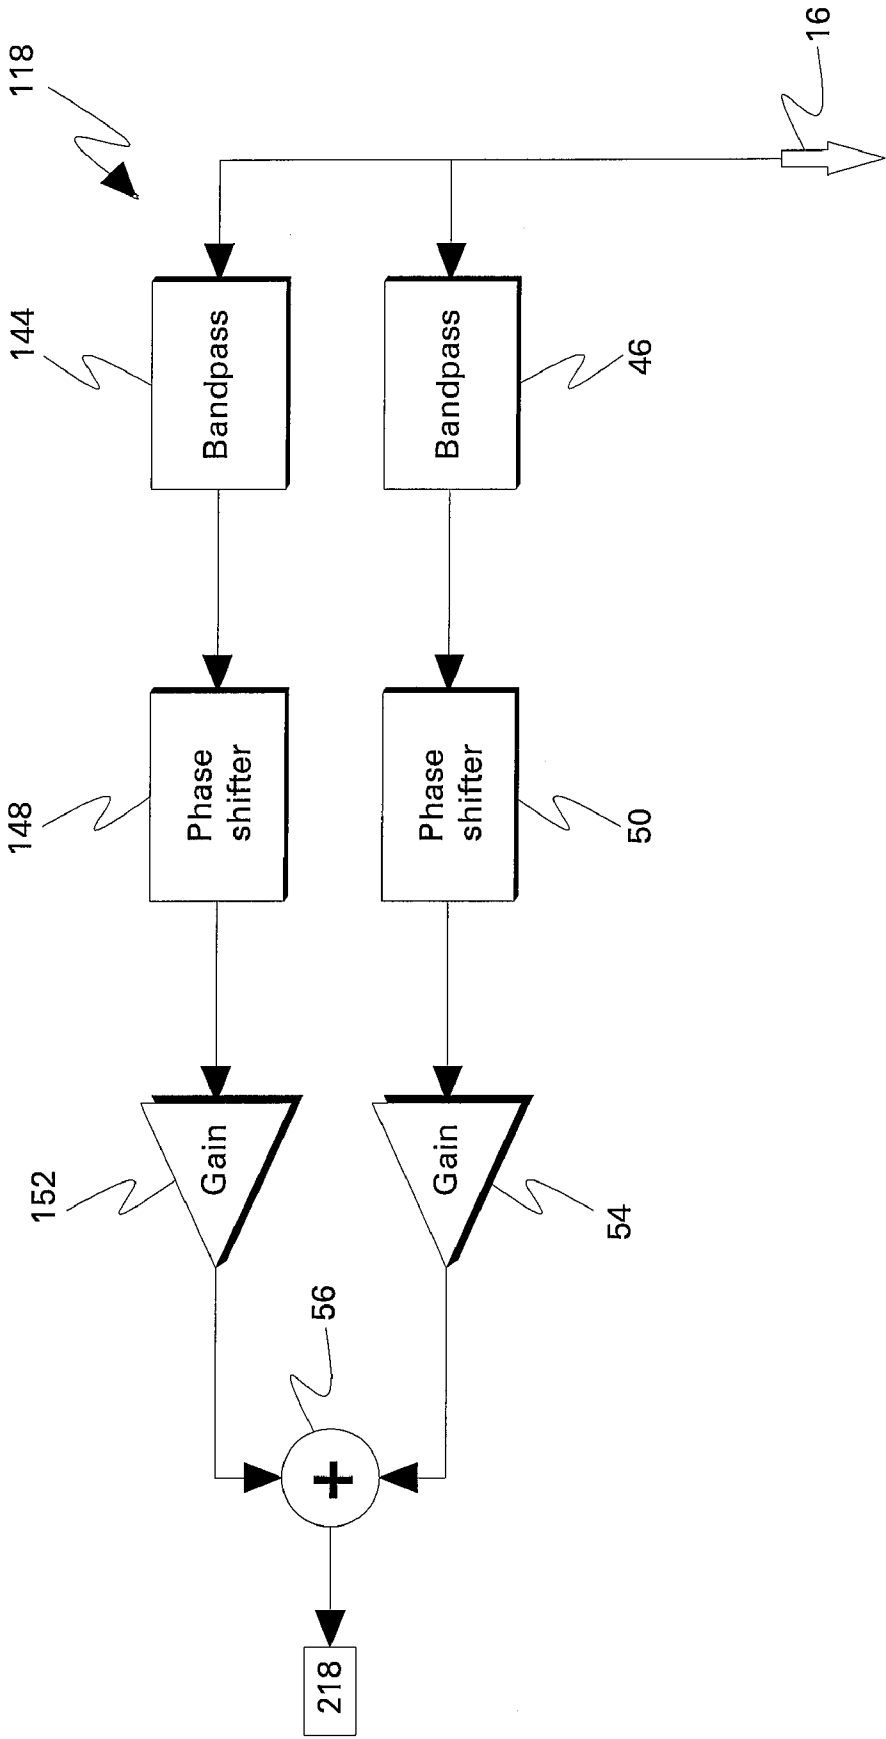 118
16
144
Bandpass
Bandpass
46
148
Phase
shifter
Phase
shifter
50
152
Gain
Gain
54
56
+
218